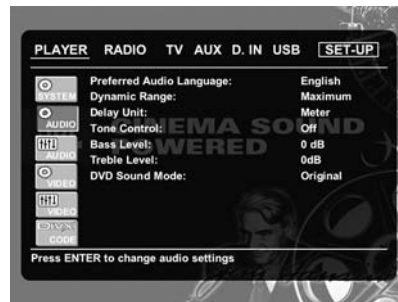 PLAYER RADIO TV AUX D. IN USB SET-UP
SYSTEM
AUDIO
AUDIO
VIDEO
VIDEO
DIVX
CODE
Preferred Audio Language: English
Dynamic Range: Maximum
Delay Unit: Meter
Tone Control: Off
Bass Level: 0 dB
Treble Level: 0dB
DVD Sound Mode: Original
CINEMA SOUND
POWERED
Press ENTER to change audio settings